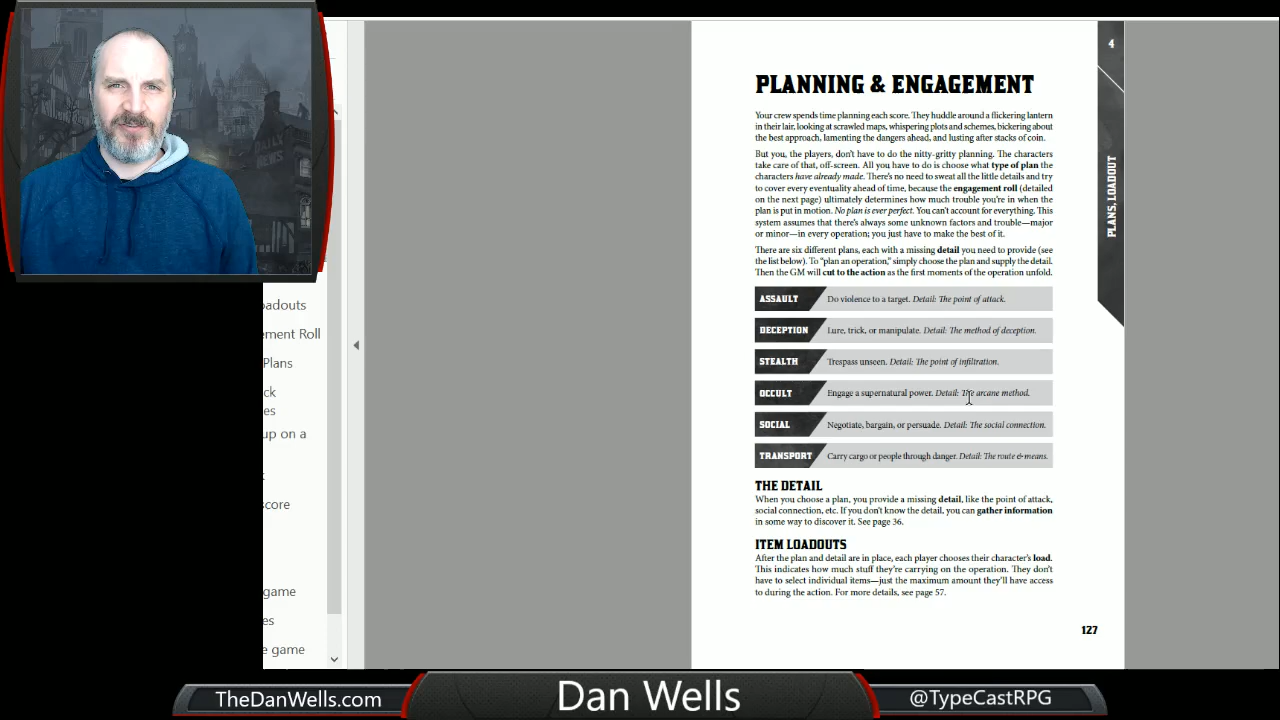 4
PLANS, LOADOUT
PLANNING & ENGAGEMENT
Your crew spends time planning each score. They huddle around a flickering lantern
in their lair, looking at scrawled maps, whispering plots and schemes, bickering about
the best approach, lamenting the dangers ahead, and lusting after stacks of coin.
But you, the players, don't have to do the nitty-gritty planning. The characters
take care of that, off-screen. All you have to do is choose what type of plan the
characters have already made. There's no need to sweat all the little details and try
to cover every eventuality ahead of time, because the engagement roll (detailed
on the next page) ultimately determines how much trouble you're in when the
plan is put in motion. No plan is ever perfect. You can't account for everything. This
system assumes that there's always some unknown factors and trouble—major
or minor—in every operation; you just have to make the best of it.
There are six different plans, each with a missing detail you need to provide (see
the list below). To "plan an operation," simply choose the plan and supply the detail.
Then the GM will cut to the action as the first moments of the operation unfold.
ASSAULT Do violence to a target. Detail: The point of attack.
DECEPTION Lure, trick, or manipulate. Detail: The method of deception.
STEALTH Trespass unseen. Detail: The point of infiltration.
OCCULT Engage a supernatural power. Detail: The arcane method.
SOCIAL Negotiate, bargain, or persuade. Detail: The social connection.
TRANSPORT Carry cargo or people through danger. Detail: The route & means.
THE DETAIL
When you choose a plan, you provide a missing detail, like the point of attack,
social connection, etc. If you don't know the detail, you can gather information
in some way to discover it. See page 36.
ITEM LOADOUTS
After the plan and detail are in place, each player chooses their character's load.
This indicates how much stuff they're carrying on the operation. They don't
have to select individual items—just the maximum amount they'll have access
to during the action. For more details, see page 57.
127
oadouts
ement Roll
Plans
ck
es
up on a
score
game
es
e game
TheDanWells.com
Dan Wells
@TypeCastRPG